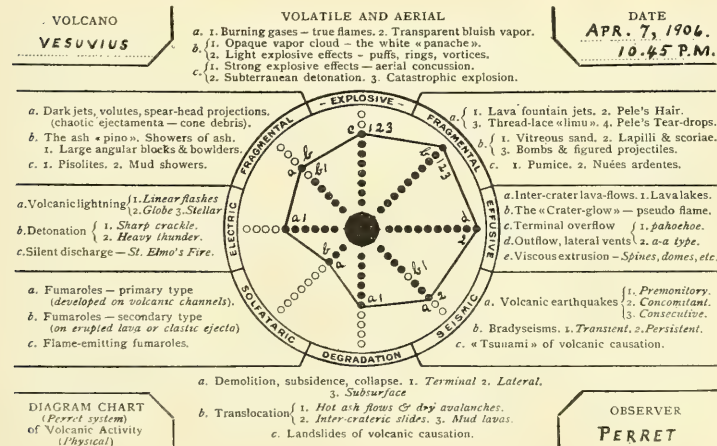 VOLCANO
VESUVIUS
VOLATILE AND AERIAL
a. 1. Burning gases – true flames. 2. Transparent bluish vapor.
b. { 1. Opaque vapor cloud – the white « panache ».
2. Light explosive effects – puffs, rings, vortices.
c. { 1. Strong explosive effects — aerial concussion.
2. Subterranean detonation. 3. Catastrophic explosion.
DATE
APR. 7, 1906.
10.45 P.M.
a. Dark jets, volutes, spear-head projections.
(chaotic ejectamenta — cone debris).
b. The ash « pino ». Showers of ash.
1. Large angular blocks & bowlders.
c. 1. Pisolites. 2. Mud showers.
a. { 1. Lava fountain jets. 2. Pele's Hair.
3. Thread-lace «limu». 4. Pele's Tear-drops.
b. { 1. Vitreous sand. 2. Lapilli & scoriae.
3. Bombs & figured projectiles.
c. 1. Pumice. 2. Nuées ardentes.
a. Volcanic lightning { 1. Linear flashes
2. Globe 3. Stellar
b. Detonation { 1. Sharp crackle.
2. Heavy thunder.
c. Silent discharge — St. Elmo's Fire.
a. Inter-crater lava-flows. 1. Lava lakes.
b. The «Crater-glow» — pseudo flame.
c. Terminal overflow { 1. pahoehoe.
d. Outflow, lateral vents 2. a-a type.
e. Viscous extrusion – Spines, domes, etc.
a. Fumaroles — primary type
(developed on volcanic channels).
b. Fumaroles — secondary type
(on erupted lava or clastic ejecto)
c. Flame-emitting fumaroles.
a. Volcanic earthquakes { 1. Premonitory.
2. Concomitant.
3. Consecutive.
b. Bradyseisms. 1. Transient. 2. Persistent.
c. « Tsunami » of volcanic causation.
- EXPLOSIVE -
FRAGMENTAL
EFFUSIVE
SEISMIC
DEGRADATION
SOLFATARIC
ELECTRIC
FRAGMENTAL
c 123
b
123
d
2
b1
a 2
a1
b
a
a1
a
b
b1
a. Demolition, subsidence, collapse. 1. Terminal 2. Lateral.
3. Subsurface
b. Translocation { 1. Hot ash flows & dry avalanches.
2. Inter-crateric slides. 3. Mud lavas.
c. Landslides of volcanic causation.
DIAGRAM CHART
(Perret system)
of Volcanic Activity
(Physical)
OBSERVER
PERRET